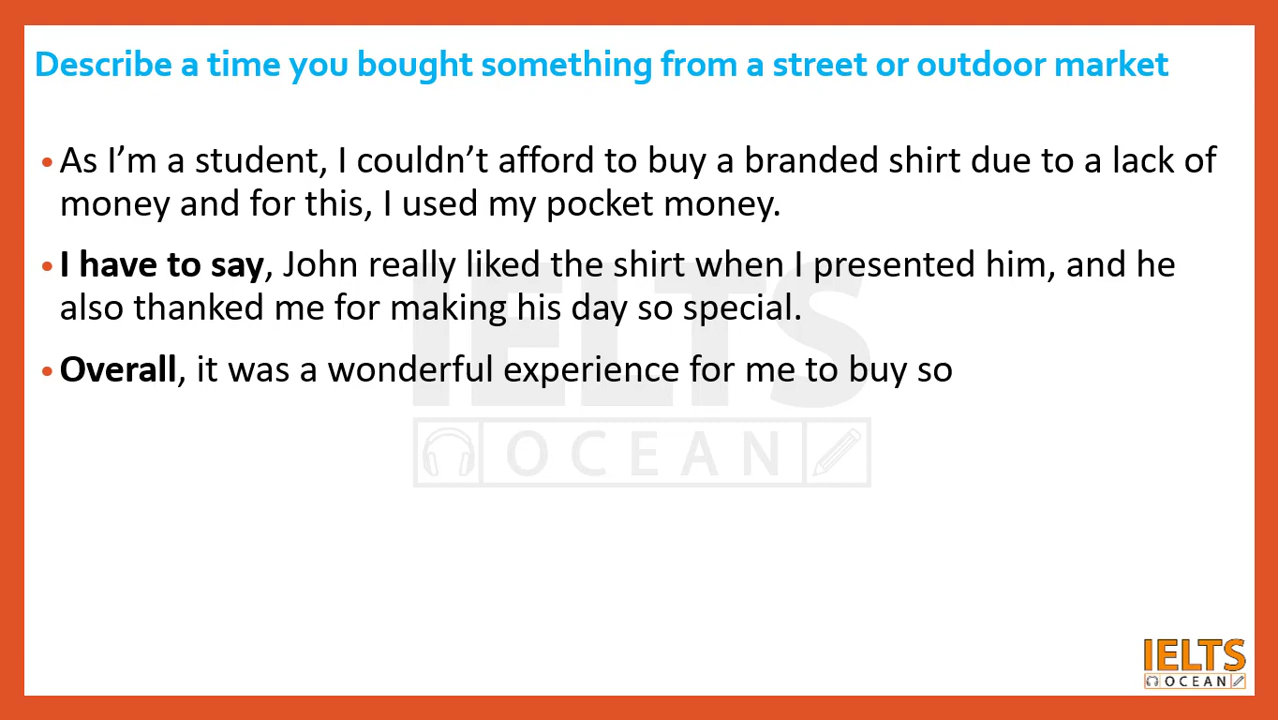 Describe a time you bought something from a street or outdoor market
• As I’m a student, I couldn’t afford to buy a branded shirt due to a lack of
money and for this, I used my pocket money.
• I have to say, John really liked the shirt when I presented him, and he
also thanked me for making his day so special.
• Overall, it was a wonderful experience for me to buy so
IELTS
OCEAN
IELTS
OCEAN